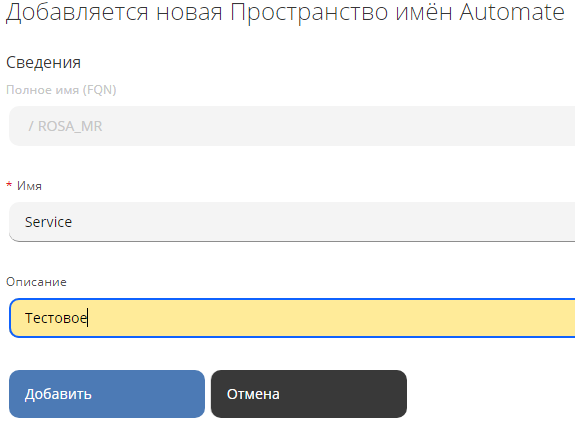 Добавляется новая Пространство имён Automate
Сведения
Полное имя (FQN)
/ ROSA_MR
* Имя
Service
Описание
Тестовое
Добавить Отмена